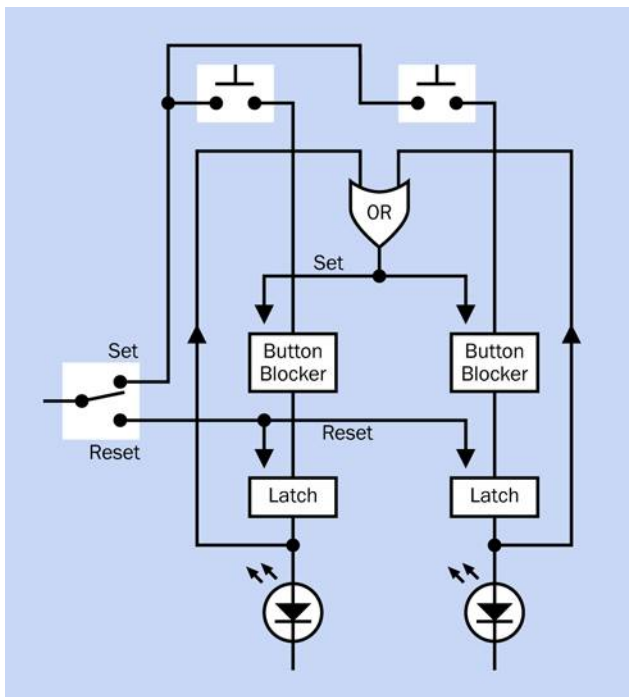 OR
Set
Button
Blocker
Button
Blocker
Set
Reset
Reset
Latch
Latch